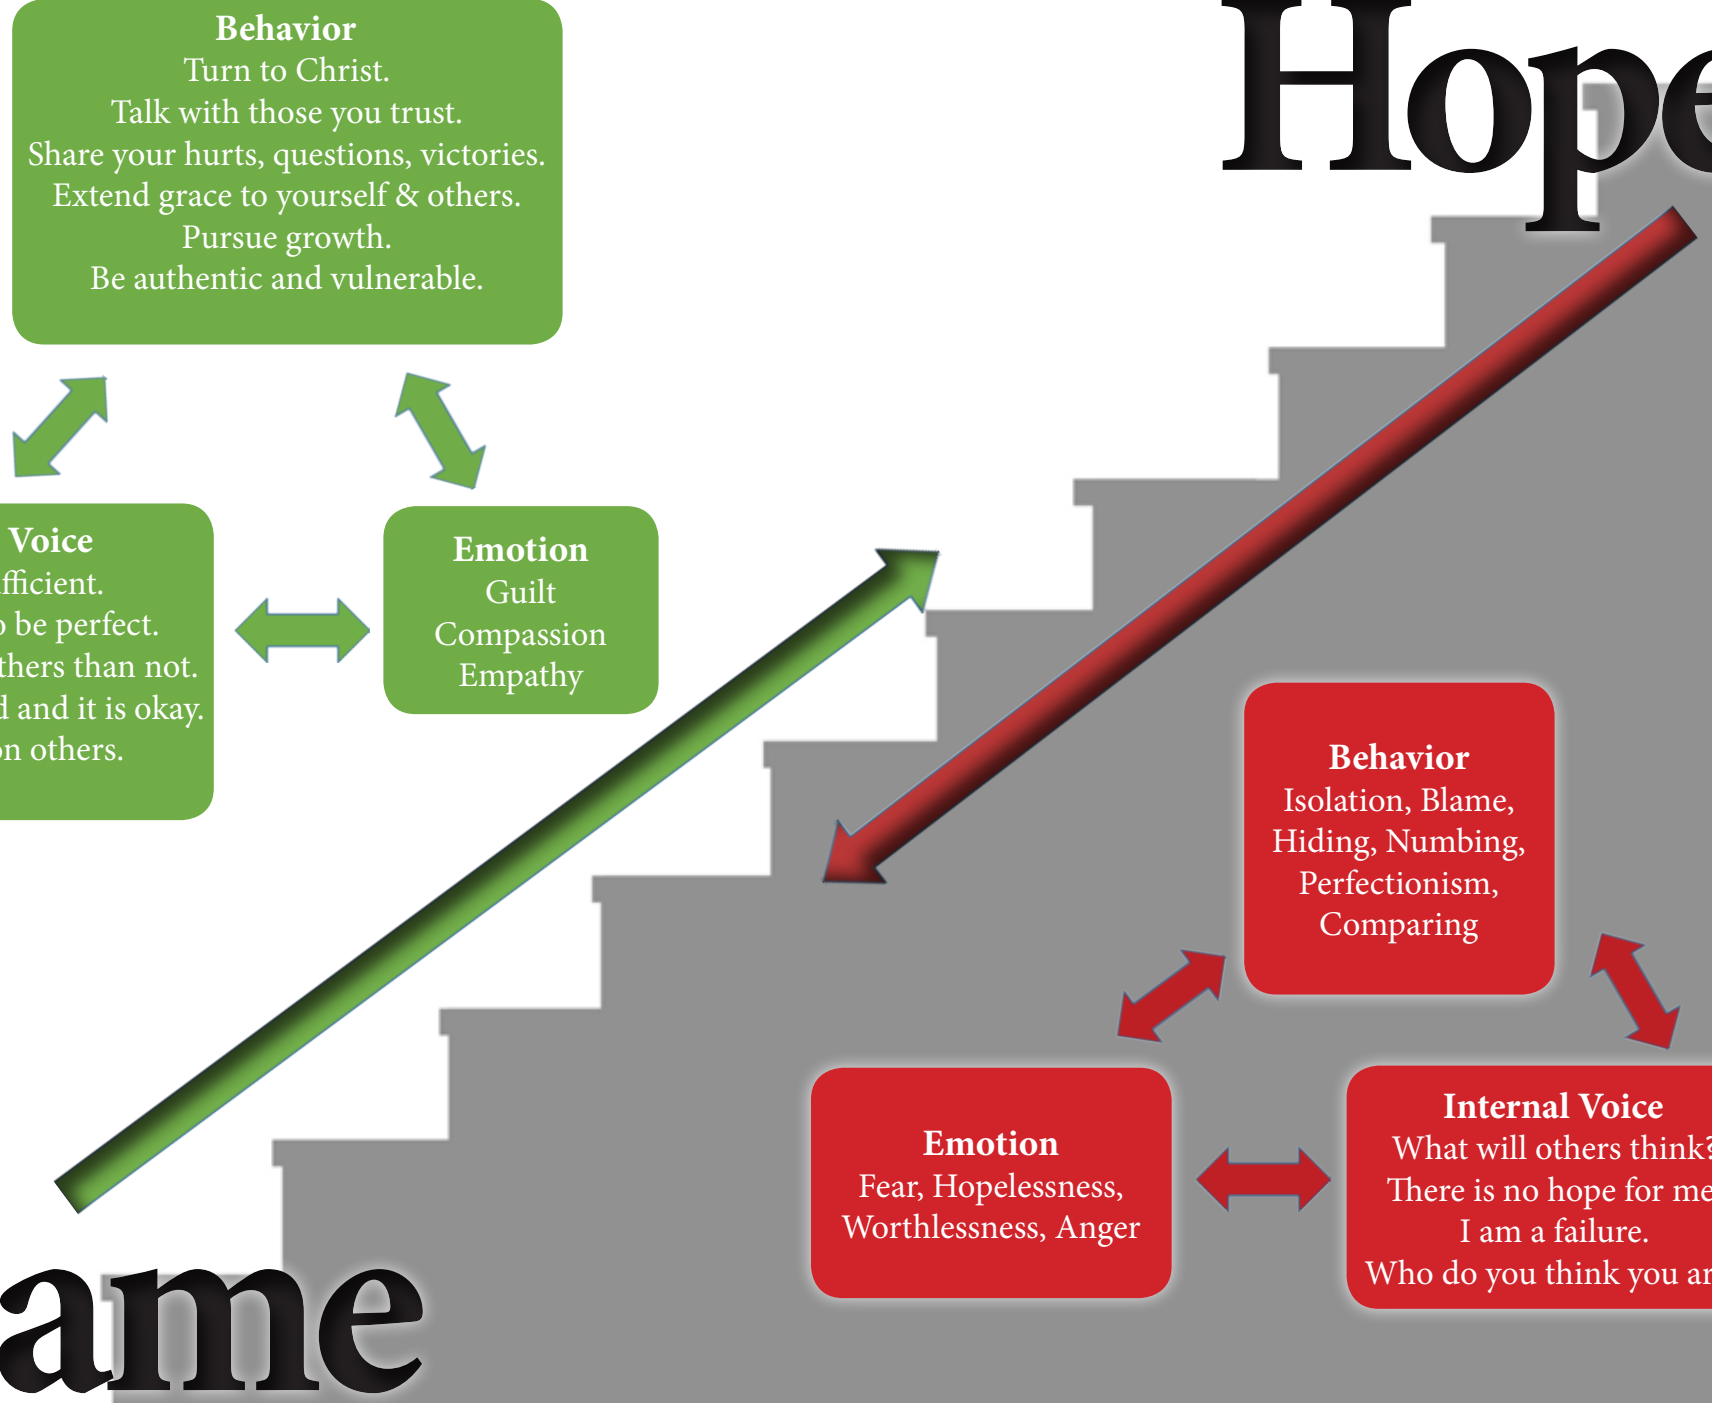 Behavior
Turn to Christ.
Talk with those you trust.
Share your hurts, questions, victories.
Extend grace to yourself & others.
Pursue growth.
Be authentic and vulnerable.
Hope
Voice
be perfect.
than not.
and it is okay.
on others.
Emotion
Guilt
Compassion
Empathy
Behavior
Isolation, Blame,
Hiding, Numbing,
Perfectionism,
Comparing
Emotion
Fear, Hopelessness,
Worthlessness, Anger
Internal Voice
What will others think?
There is no hope for me
I am a failure.
Who do you think you